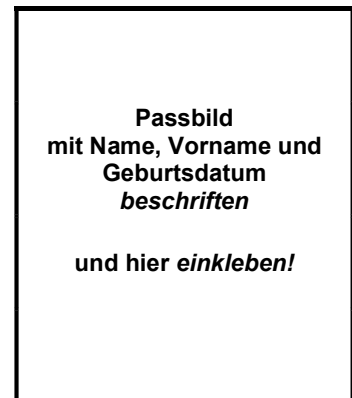 Passbild
mit Name, Vorname und
Geburtsdatum
beschriften
und hier einkleben!